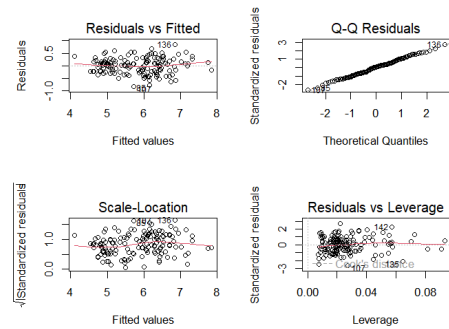 Residuals vs Fitted
Residuals
0.5
-1.0
136
4 5 6 7 8
Fitted values
Q-Q Residuals
Standardized residuals
3
-2
136
-2 -1 0 1 2
Theoretical Quantiles
Scale-Location
√|Standardized residuals|
1.0
0.0
136
4 5 6 7 8
Fitted values
Residuals vs Leverage
Standardized residuals
3
0
-3
142
107
135
Cook's distance
0.00 0.04 0.08
Leverage